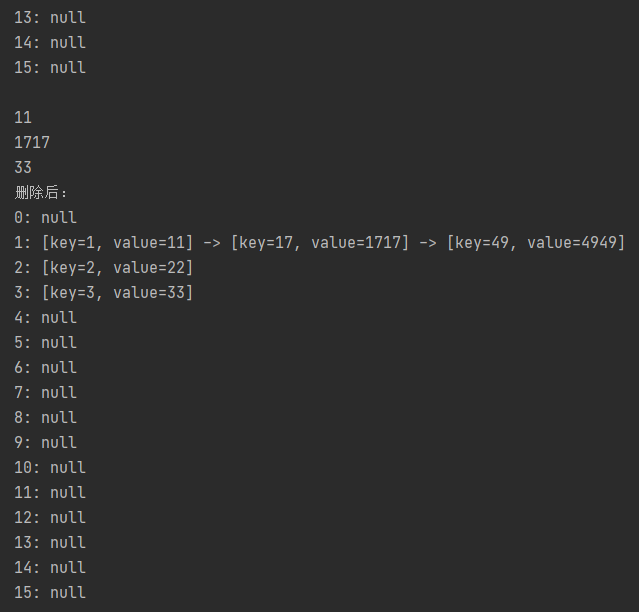 13: null
14: null
15: null

11
1717
33
删除后：
0: null
1: [key=1, value=11] -> [key=17, value=1717] -> [key=49, value=4949]
2: [key=2, value=22]
3: [key=3, value=33]
4: null
5: null
6: null
7: null
8: null
9: null
10: null
11: null
12: null
13: null
14: null
15: null